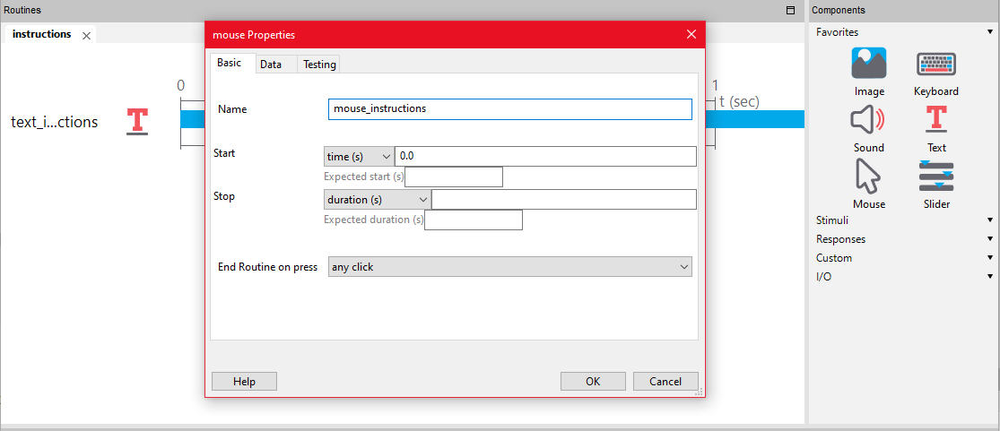 Routines
Components
instructions
mouse Properties
Favorites
Basic
Data
Testing
0
1
t (sec)
Image
Keyboard
Name
mouse_instructions
text_i...ctions
Sound
Text
Start
time (s)
0.0
Expected start (s)
Stop
duration (s)
Expected duration (s)
Mouse
Slider
Stimuli
Responses
Custom
End Routine on press
any click
I/O
Help
OK
Cancel